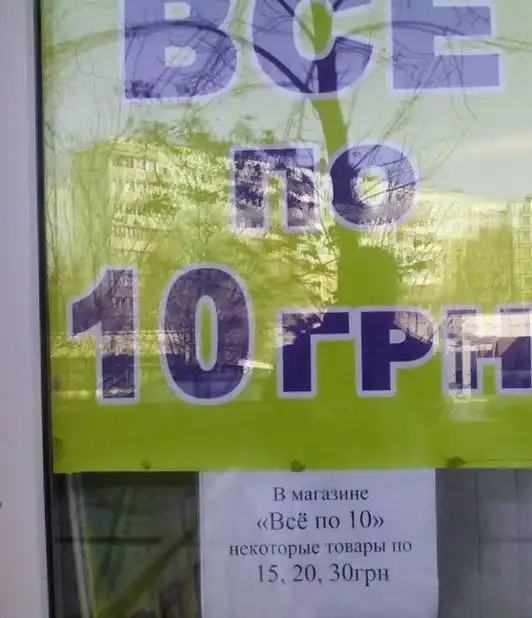 ВСЕ
по
10 ГРН
В магазине
«Всё по 10»
некоторые товары по
15, 20, 30грн